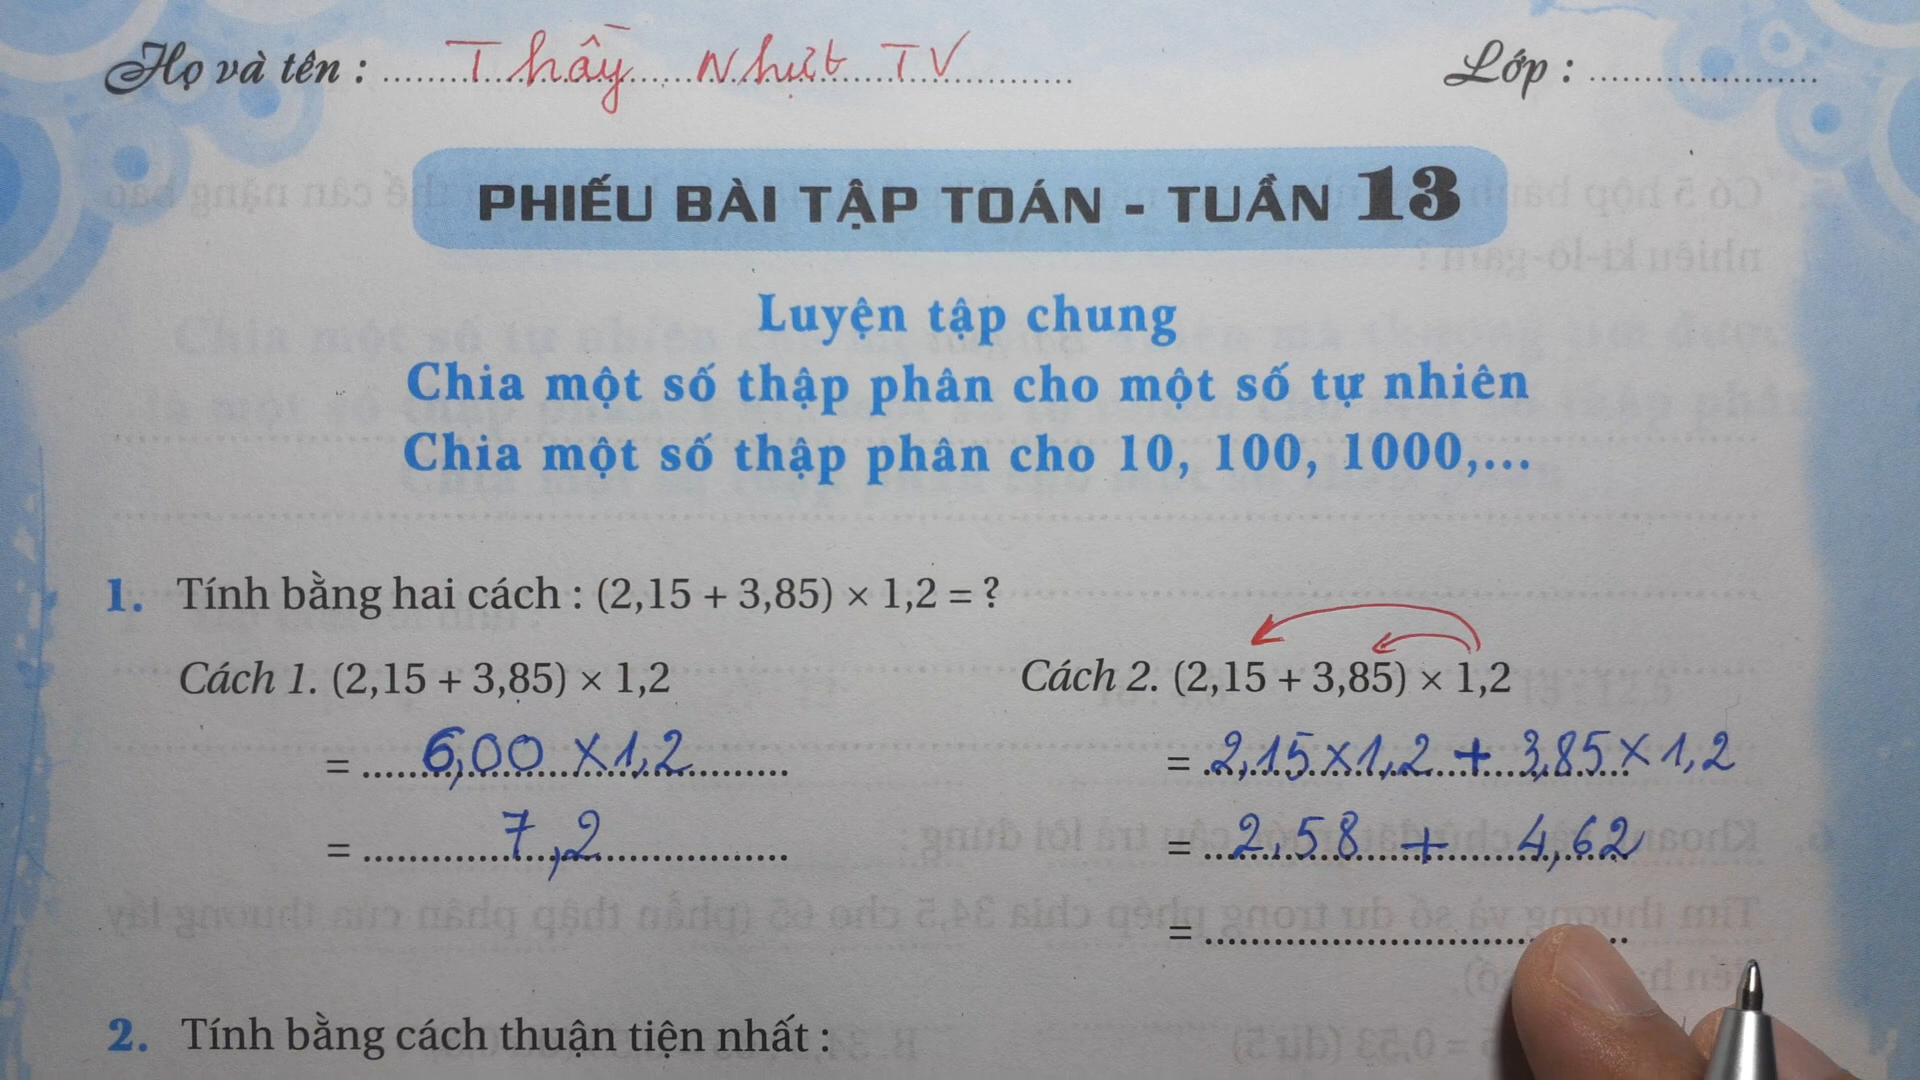 Họ và tên : Thầy Nhựt TV Lớp :
PHIẾU BÀI TẬP TOÁN - TUẦN 13
Luyện tập chung
Chia một số thập phân cho một số tự nhiên
Chia một số thập phân cho 10, 100, 1000,...
1. Tính bằng hai cách : (2,15 + 3,85) × 1,2 = ?
Cách 1. (2,15 + 3,85) × 1,2
= 6,00 × 1,2
= 7,2
Cách 2. (2,15 + 3,85) × 1,2
= 2,15 × 1,2 + 3,85 × 1,2
= 2,58 + 4,62
=
2. Tính bằng cách thuận tiện nhất :